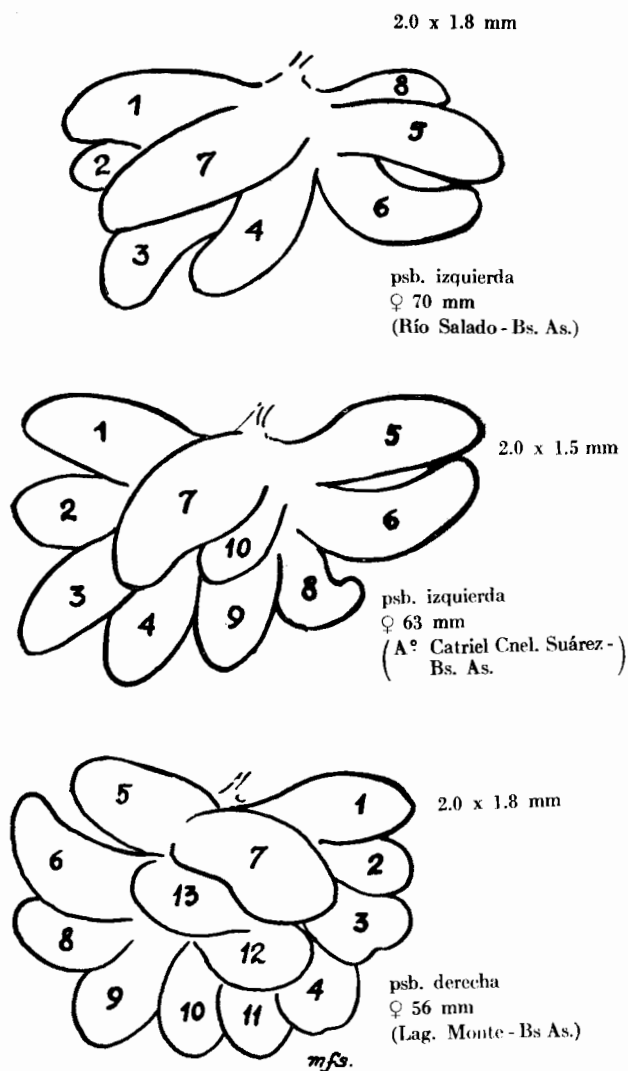 2.0 x 1.8 mm
1
8
2
7
5
3
4
6
psb. izquierda
♀ 70 mm
(Río Salado - Bs. As.)
1
5
2.0 x 1.5 mm
2
7
6
10
3
4
9
8
psb. izquierda
♀ 63 mm
(Aº Catriel Cnel. Suárez -
Bs. As.)
5
1
2.0 x 1.8 mm
6
7
2
13
3
8
12
9
10
11
4
psb. derecha
♀ 56 mm
(Lag. Monte - Bs As.)
mfs.